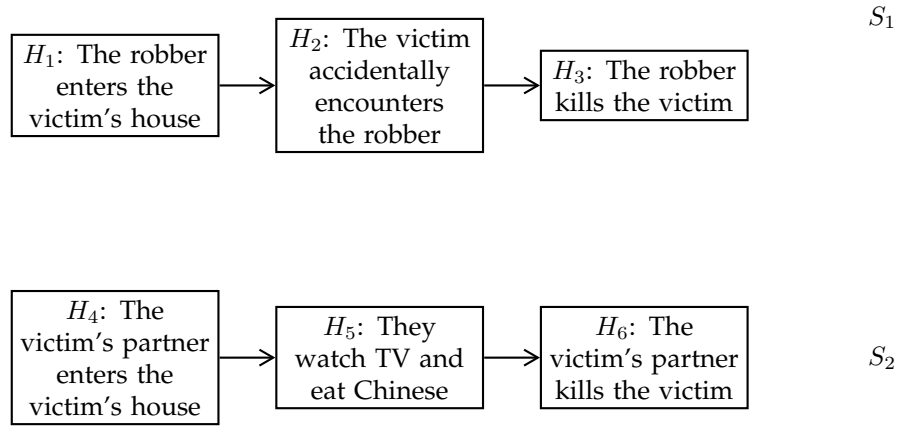 S1
H1: The robber
enters the
victim's house
H2: The victim
accidentally
encounters
the robber
H3: The robber
kills the victim
H4: The
victim's partner
enters the
victim's house
H5: They
watch TV and
eat Chinese
H6: The
victim's partner
kills the victim
S2